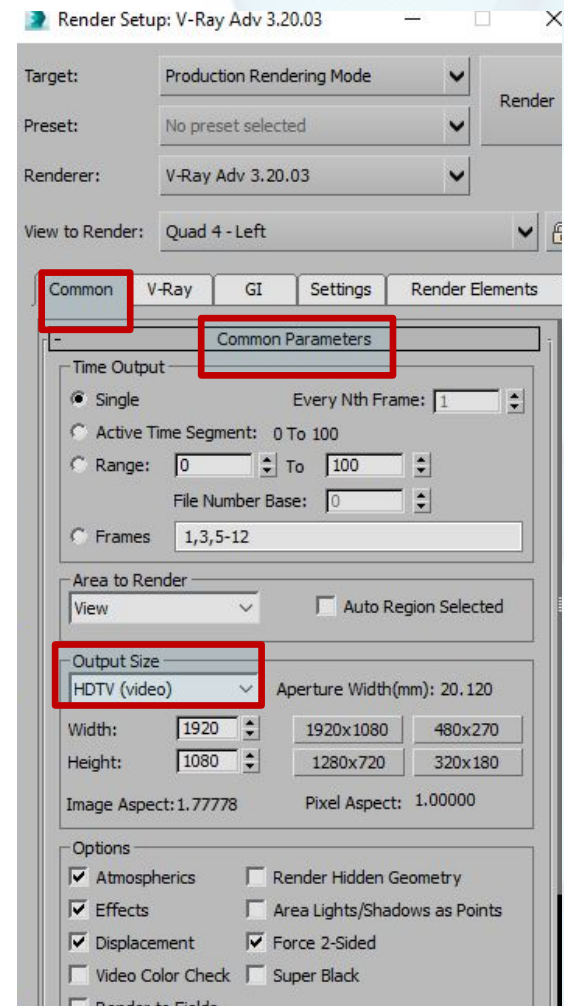 Render Setup: V-Ray Adv 3.20.03
Target: Production Rendering Mode
Render
Preset: No preset selected
Renderer: V-Ray Adv 3.20.03
View to Render: Quad 4 - Left
Common V-Ray GI Settings Render Elements
- Common Parameters
Time Output
Single Every Nth Frame: 1
Active Time Segment: 0 To 100
Range: 0 To 100
File Number Base: 0
Frames 1,3,5-12
Area to Render
View Auto Region Selected
Output Size
HDTV (video) Aperture Width(mm): 20.120
Width: 1920 1920x1080 480x270
Height: 1080 1280x720 320x180
Image Aspect: 1.77778 Pixel Aspect: 1.00000
Options
Atmospherics Render Hidden Geometry
Effects Area Lights/Shadows as Points
Displacement Force 2-Sided
Video Color Check Super Black
Render to Fields